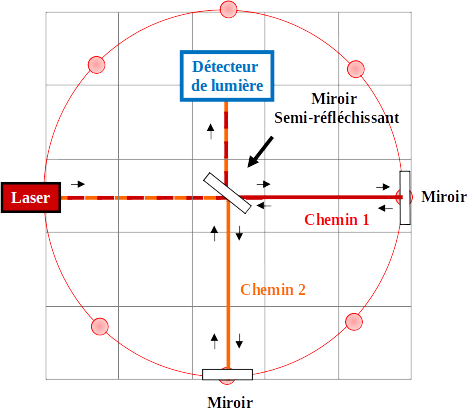 Détecteur
de lumière
Miroir
Semi-réfléchissant
Laser
Miroir
Chemin 1
Chemin 2
Miroir